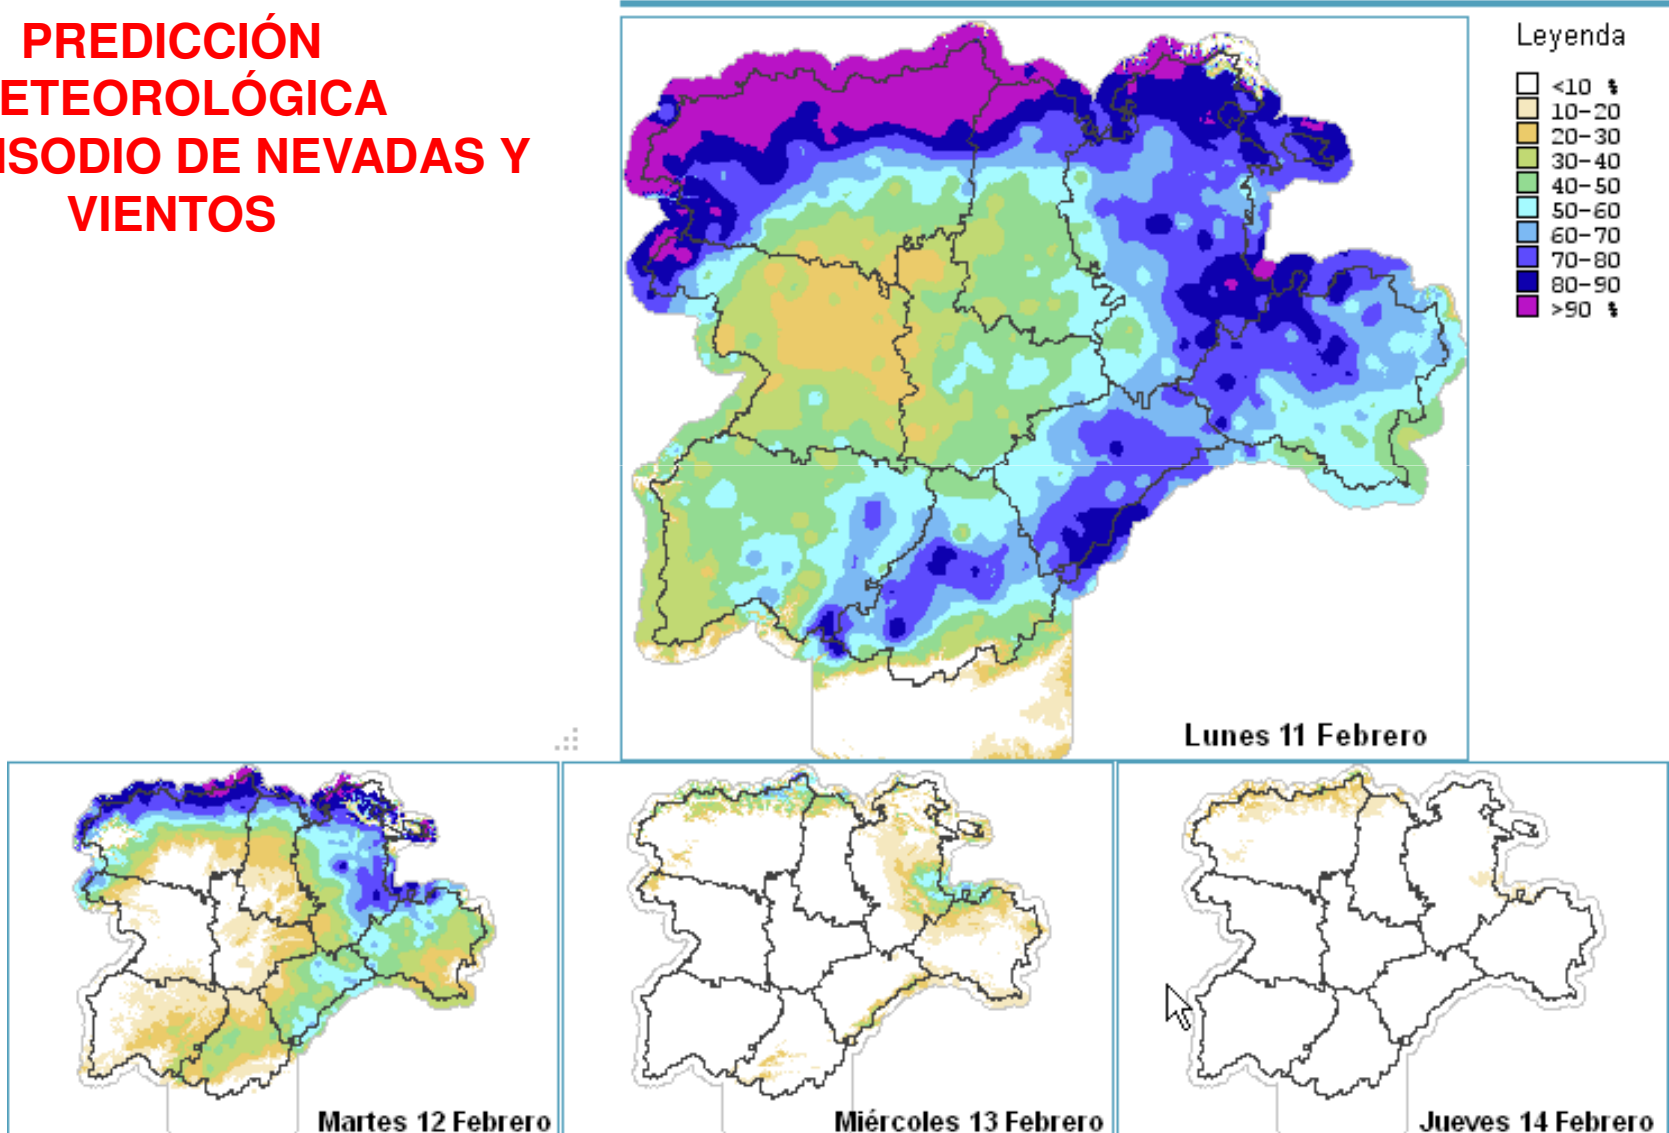 PREDICCIÓN
ETEOROLÓGICA
ISODIO DE NEVADAS Y
VIENTOS
Leyenda
<10 %
10-20
20-30
30-40
40-50
50-60
60-70
70-80
80-90
>90 %
Lunes 11 Febrero
Martes 12 Febrero
Miércoles 13 Febrero
Jueves 14 Febrero